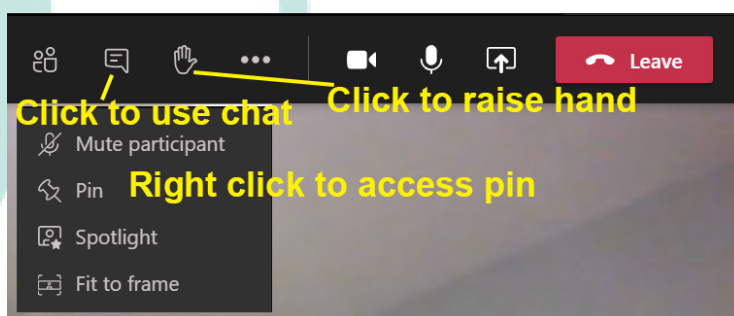 Leave
Click to use chat
Click to raise hand
Mute participant
Pin
Right click to access pin
Spotlight
Fit to frame